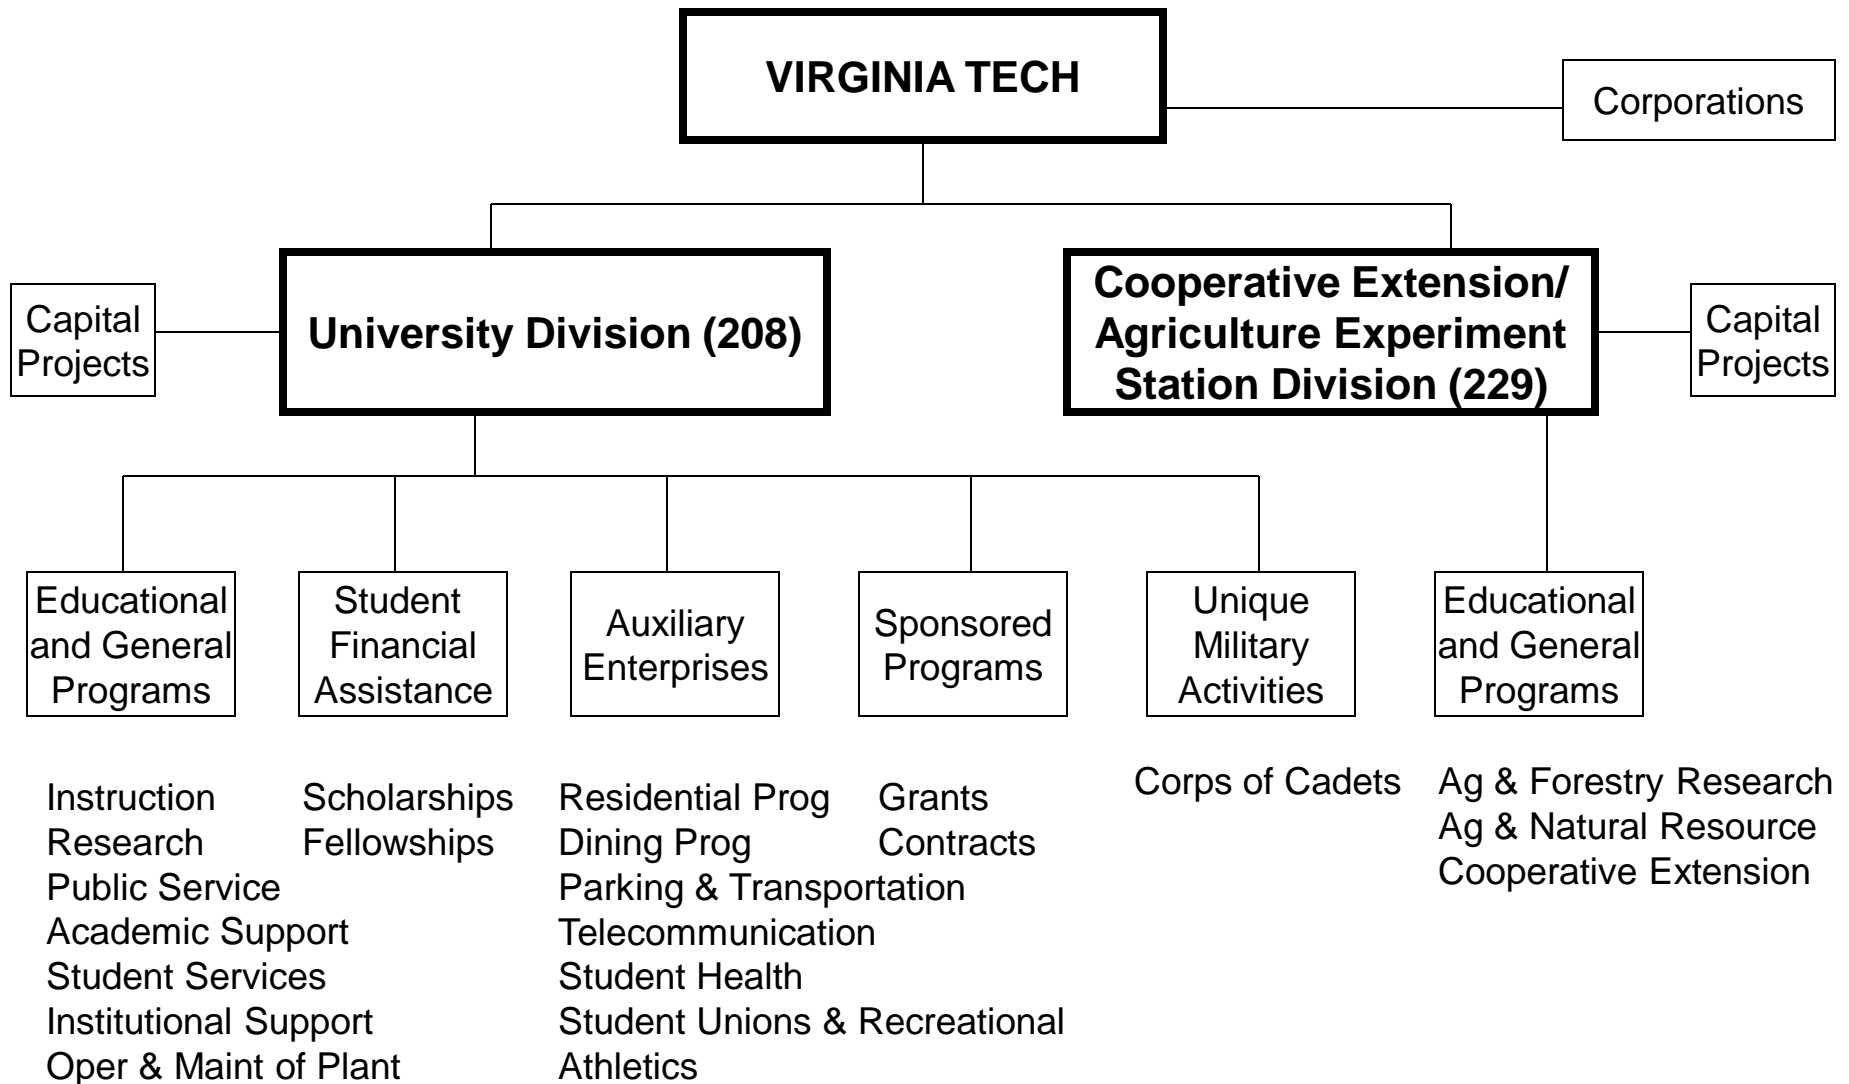 VIRGINIA TECH
Corporations
Capital
Projects
University Division (208)
Cooperative Extension/
Agriculture Experiment
Station Division (229)
Capital
Projects
Educational
and General
Programs
Student
Financial
Assistance
Auxiliary
Enterprises
Sponsored
Programs
Unique
Military
Activities
Educational
and General
Programs
Instruction
Research
Public Service
Academic Support
Student Services
Institutional Support
Oper & Maint of Plant
Scholarships
Fellowships
Residential Prog
Dining Prog
Parking & Transportation
Telecommunication
Student Health
Student Unions & Recreational
Athletics
Grants
Contracts
Corps of Cadets
Ag & Forestry Research
Ag & Natural Resource
Cooperative Extension